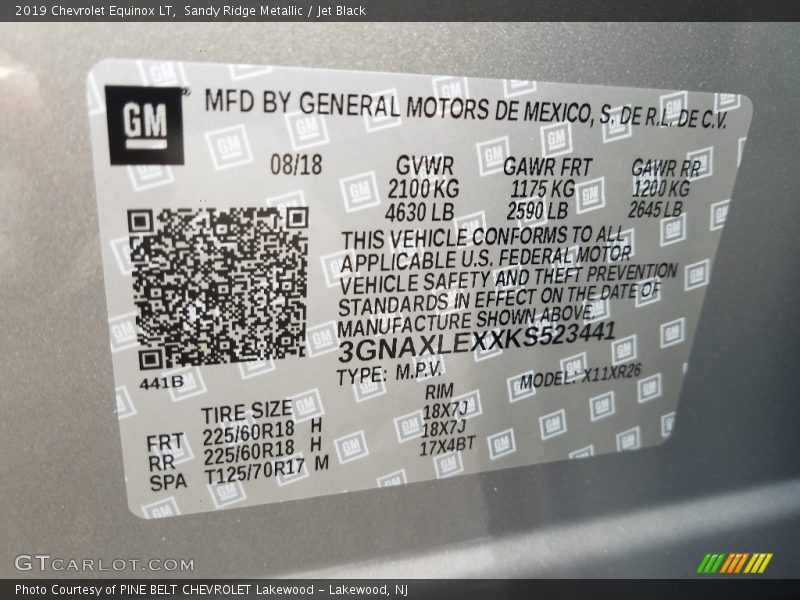 2019 Chevrolet Equinox LT, Sandy Ridge Metallic / Jet Black
GM® MFD BY GENERAL MOTORS DE MEXICO, S. DE R.L. DE C.V.
08/18 GVWR GAWR FRT GAWR RR
2100 KG 1175 KG 1200 KG
4630 LB 2590 LB 2645 LB
THIS VEHICLE CONFORMS TO ALL
APPLICABLE U.S. FEDERAL MOTOR
VEHICLE SAFETY AND THEFT PREVENTION
STANDARDS IN EFFECT ON THE DATE OF
MANUFACTURE SHOWN ABOVE.
3GNAXLEXXKS523441
441B TYPE: M.P.V. MODEL: X11XR26
TIRE SIZE RIM
FRT 225/60R18 H 18X7J
RR 225/60R18 H 18X7J
SPA T125/70R17 M 17X4BT
GTCARLOT.COM
Photo Courtesy of PINE BELT CHEVROLET Lakewood - Lakewood, NJ